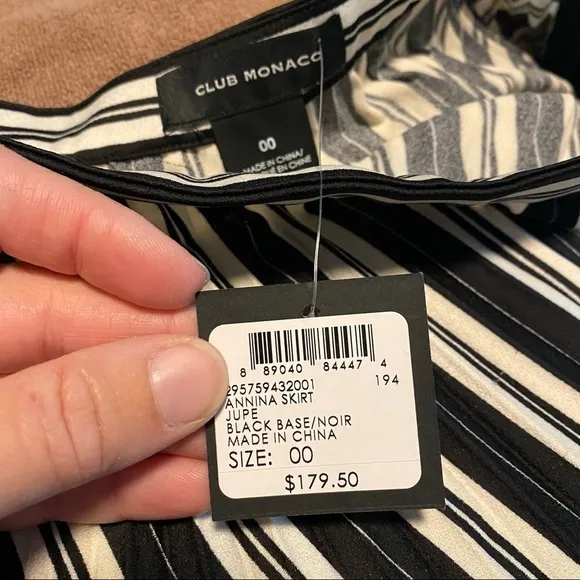 CLUB MONACO
00
MADE IN CHINA/
EN CHINE
8 89040 84447 4
295759432001 194
ANNINA SKIRT
JUPE
BLACK BASE/NOIR
MADE IN CHINA
SIZE: 00
$179.50